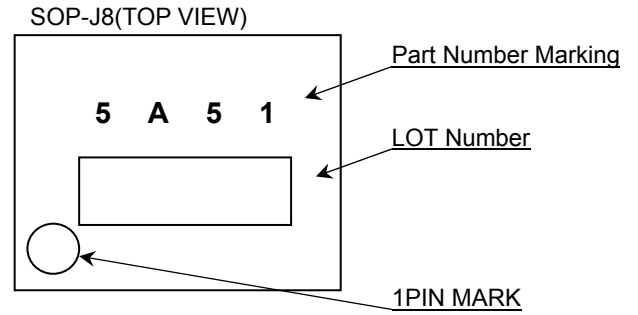 SOP-J8(TOP VIEW)
Part Number Marking
5 A 5 1
LOT Number
1PIN MARK